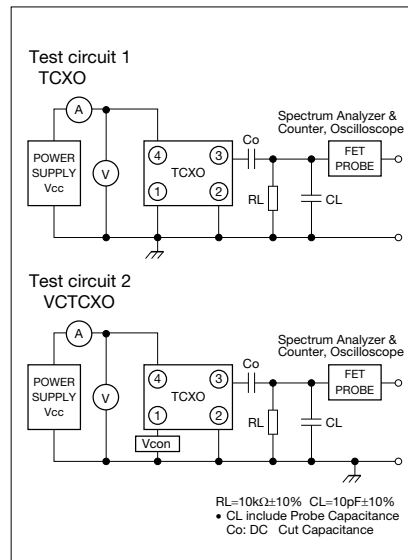 Test circuit 1
TCXO
A
Spectrum Analyzer &
Counter, Oscilloscope
Co
POWER
SUPPLY
Vcc
V
4
3
TCXO
1
2
RL
CL
FET
PROBE
Test circuit 2
VCTCXO
A
Spectrum Analyzer &
Counter, Oscilloscope
Co
POWER
SUPPLY
Vcc
V
4
3
TCXO
1
2
Vcon
RL
CL
FET
PROBE
RL=10kΩ±10% CL=10pF±10%
• CL include Probe Capacitance
Co: DC Cut Capacitance